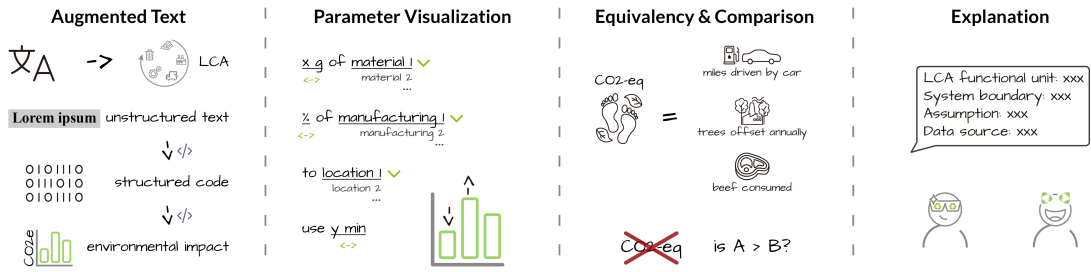 Augmented Text
文A -> LCA
Lorem ipsum unstructured text
</>
0101110
0111010
0101110
structured code
</>
CO2e
environmental impact
Parameter Visualization
x g of material 1
<-> material 2
...
% of manufacturing 1
<-> manufacturing 2
...
to location 1
location 2
...
use y min
<->
Equivalency & Comparison
CO2-eq
=
miles driven by car
trees offset annually
beef consumed
CO2-eq is A > B?
Explanation
LCA functional unit: xxx
System boundary: xxx
Assumption: xxx
Data source: xxx